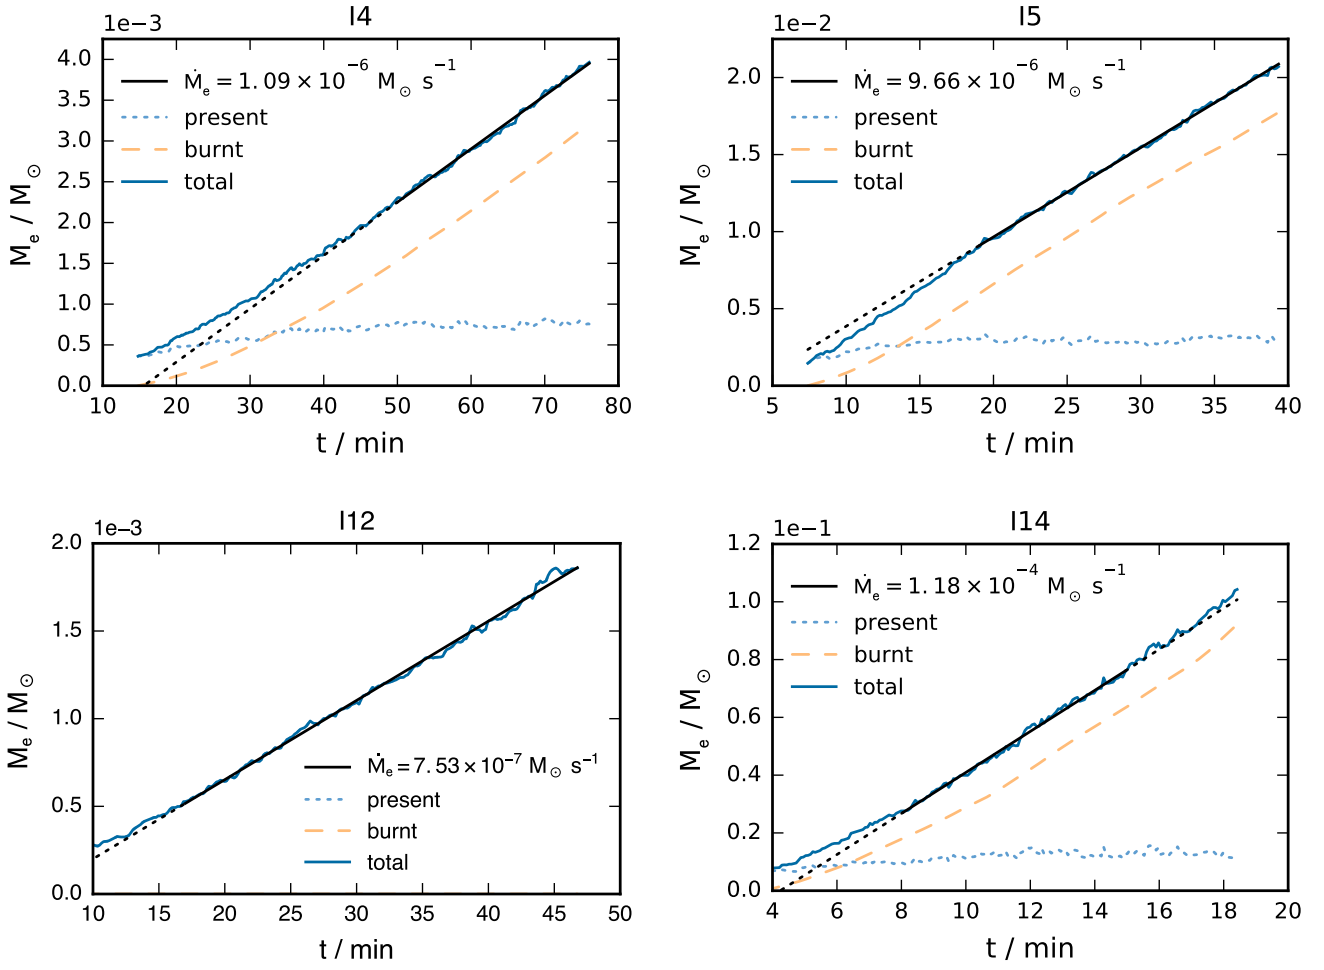 I4
1e−3
Ṁₑ = 1.09 × 10⁻⁶ M☉ s⁻¹
present
burnt
total
4.0
3.5
3.0
2.5
2.0
1.5
1.0
0.5
0.0
Mₑ / M☉
10 20 30 40 50 60 70 80
t / min
I5
1e−2
Ṁₑ = 9.66 × 10⁻⁶ M☉ s⁻¹
present
burnt
total
2.0
1.5
1.0
0.5
0.0
Mₑ / M☉
5 10 15 20 25 30 35 40
t / min
I12
1e−3
2.0
1.5
1.0
0.5
0.0
Mₑ / M☉
Ṁₑ = 7.53 × 10⁻⁷ M☉ s⁻¹
present
burnt
total
10 15 20 25 30 35 40 45 50
t / min
I14
1e−1
Ṁₑ = 1.18 × 10⁻⁴ M☉ s⁻¹
present
burnt
total
1.2
1.0
0.8
0.6
0.4
0.2
0.0
Mₑ / M☉
4 6 8 10 12 14 16 18 20
t / min